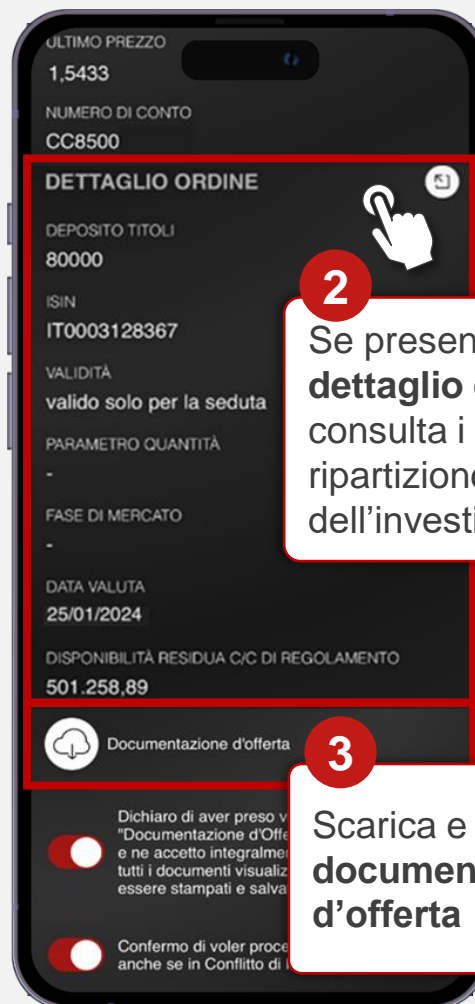 ULTIMO PREZZO
1,5433
NUMERO DI CONTO
CC8500
DETTAGLIO ORDINE
DEPOSITO TITOLI
80000
ISIN
IT0003128367
VALIDITÀ
valido solo per la seduta
PARAMETRO QUANTITÀ
-
FASE DI MERCATO
-
DATA VALUTA
25/01/2024
DISPONIBILITÀ RESIDUA C/C DI REGOLAMENTO
501.258,89
2
Se presen
dettaglio
consulta i
ripartizione
dell’investi
Documentazione d'offerta
3
Scarica e
documen
d’offerta
Dichiaro di aver preso v
"Documentazione d'Offe
e ne accetto integralme
tutti i documenti visualiz
essere stampati e salva
Confermo di voler proce
anche se in Conflitto di